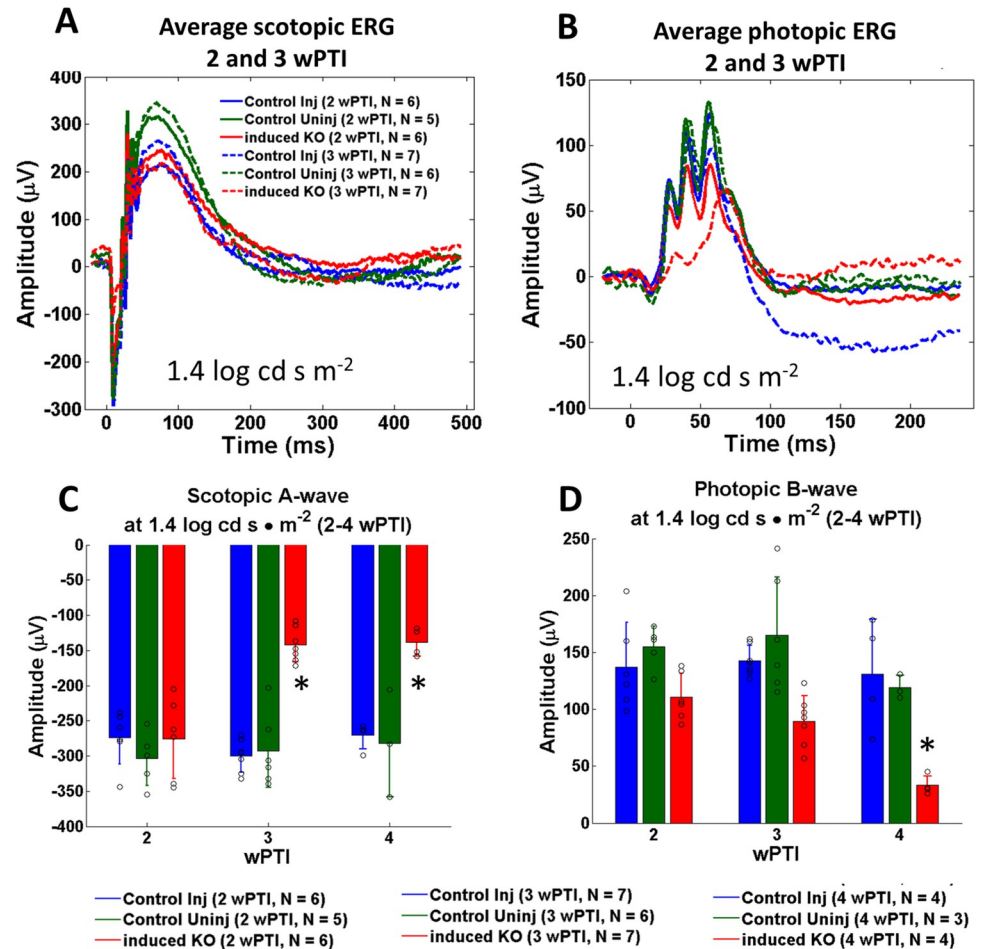 A
Average scotopic ERG
2 and 3 wPTI
400
300
200
100
0
-100
-200
-300
Amplitude (μV)
Control Inj (2 wPTI, N = 6)
Control Uninj (2 wPTI, N = 5)
induced KO (2 wPTI, N = 6)
Control Inj (3 wPTI, N = 7)
Control Uninj (3 wPTI, N = 6)
induced KO (3 wPTI, N = 7)
1.4 log cd s m-2
0 100 200 300 400 500
Time (ms)
B
Average photopic ERG
2 and 3 wPTI
150
100
50
0
-50
-100
Amplitude (μV)
1.4 log cd s m-2
0 50 100 150 200
Time (ms)
C
Scotopic A-wave
at 1.4 log cd s • m-2 (2-4 wPTI)
0
-50
-100
-150
-200
-250
-300
-350
-400
Amplitude (μV)
* *
2 3 4
wPTI
D
Photopic B-wave
at 1.4 log cd s • m-2 (2-4 wPTI)
250
200
150
100
50
0
Amplitude (μV)
*
2 3 4
wPTI
Control Inj (2 wPTI, N = 6)
Control Uninj (2 wPTI, N = 5)
induced KO (2 wPTI, N = 6)
Control Inj (3 wPTI, N = 7)
Control Uninj (3 wPTI, N = 6)
induced KO (3 wPTI, N = 7)
Control Inj (4 wPTI, N = 4)
Control Uninj (4 wPTI, N = 3)
induced KO (4 wPTI, N = 4)